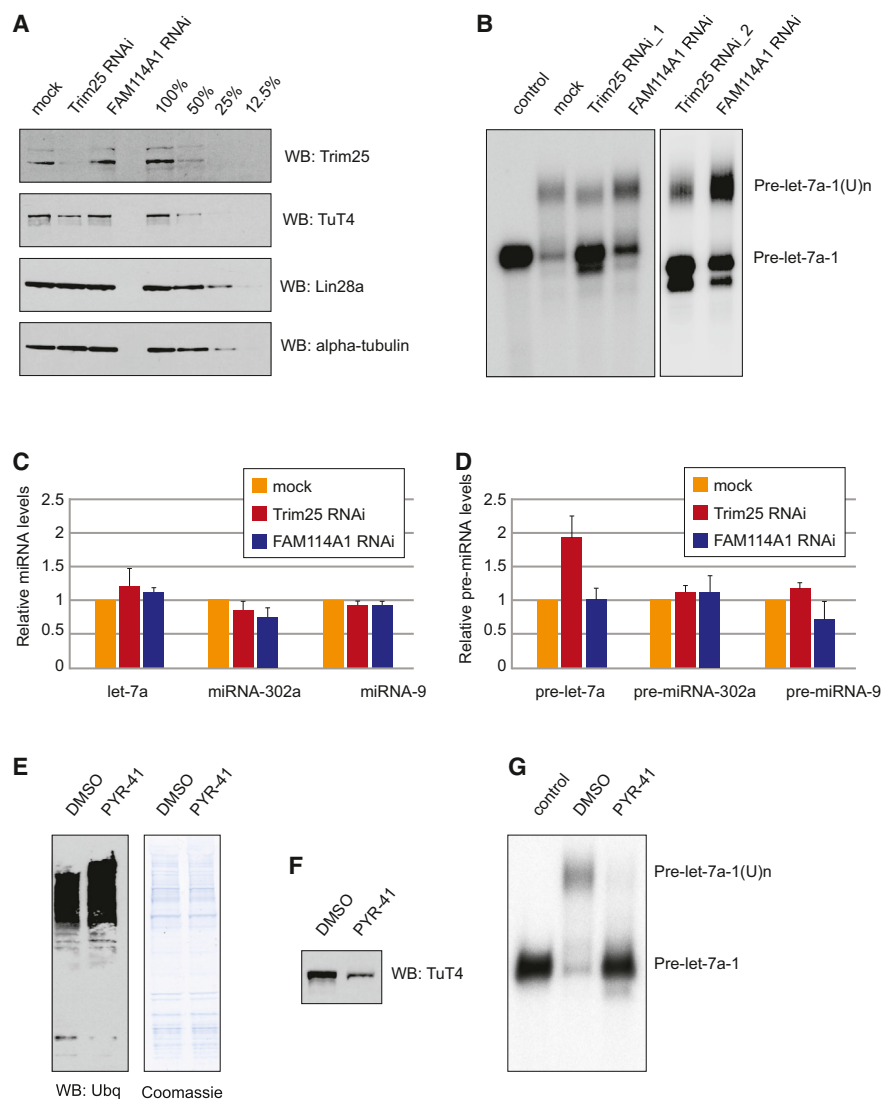 A
mock
Trim25 RNAi
FAM114A1 RNAi
100%
50%
25%
12.5%
WB: Trim25
WB: TuT4
WB: Lin28a
WB: alpha-tubulin
B
control
mock
Trim25 RNAi_1
FAM114A1 RNAi
Trim25 RNAi_2
FAM114A1 RNAi
Pre-let-7a-1(U)n
Pre-let-7a-1
C
Relative miRNA levels
2.5
2
1.5
1
0.5
0
mock
Trim25 RNAi
FAM114A1 RNAi
let-7a
miRNA-302a
miRNA-9
D
Relative pre-miRNA levels
2.5
2
1.5
1
0.5
0
mock
Trim25 RNAi
FAM114A1 RNAi
pre-let-7a
pre-miRNA-302a
pre-miRNA-9
E
DMSO
PYR-41
DMSO
PYR-41
WB: Ubq
Coomassie
F
DMSO
PYR-41
WB: TuT4
G
control
DMSO
PYR-41
Pre-let-7a-1(U)n
Pre-let-7a-1